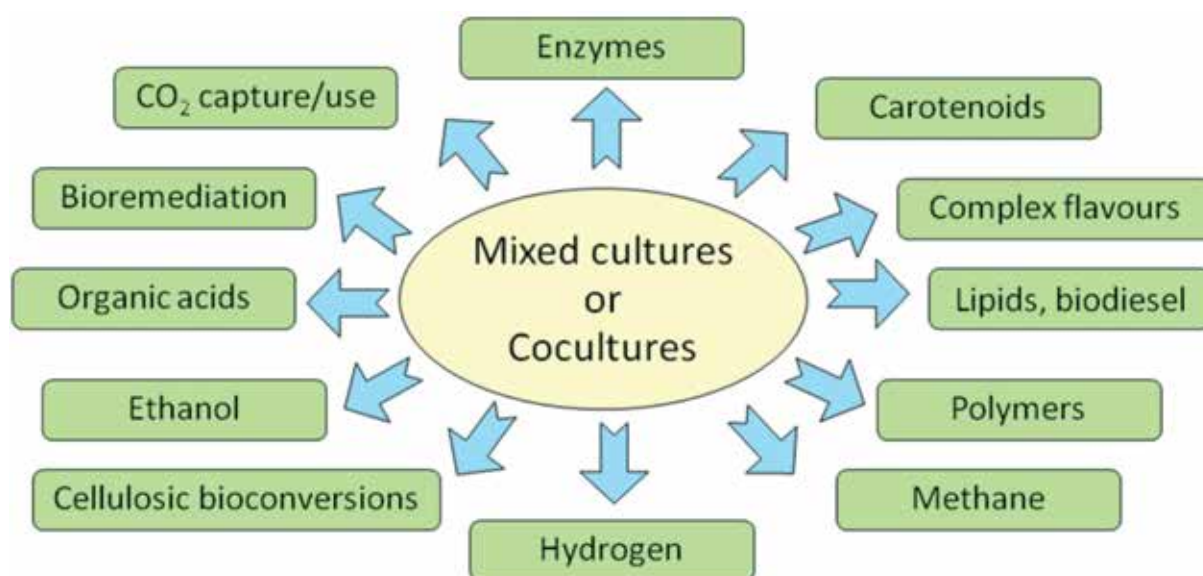 Enzymes
CO₂ capture/use
Carotenoids
Bioremediation
Complex flavours
Mixed cultures
or
Cocultures
Organic acids
Lipids, biodiesel
Ethanol
Polymers
Cellulosic bioconversions
Methane
Hydrogen